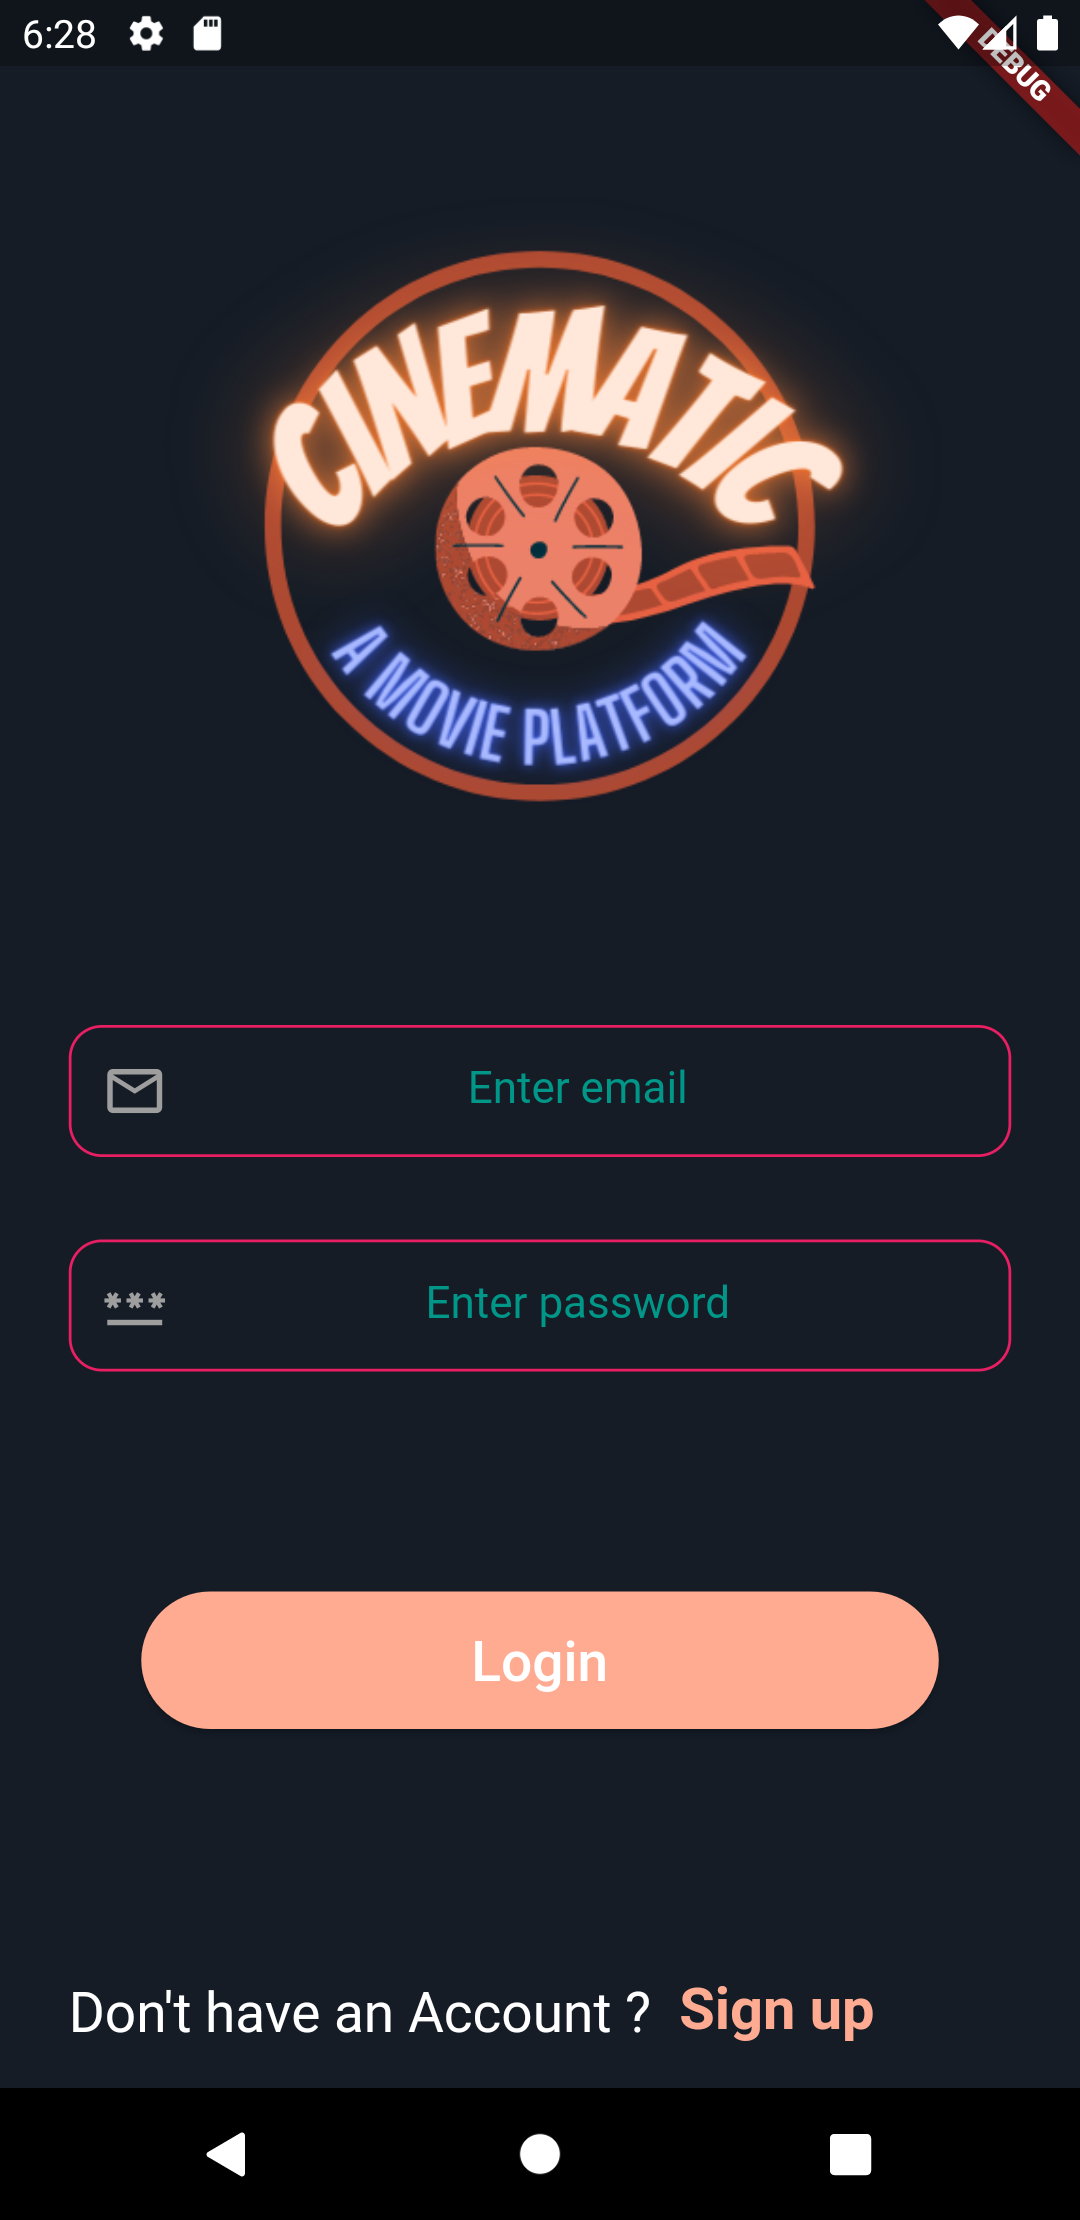 6:28
DEBUG
CINEMATIC
A MOVIE PLATFORM
Enter email
***
Enter password
Login
Don't have an Account ? Sign up